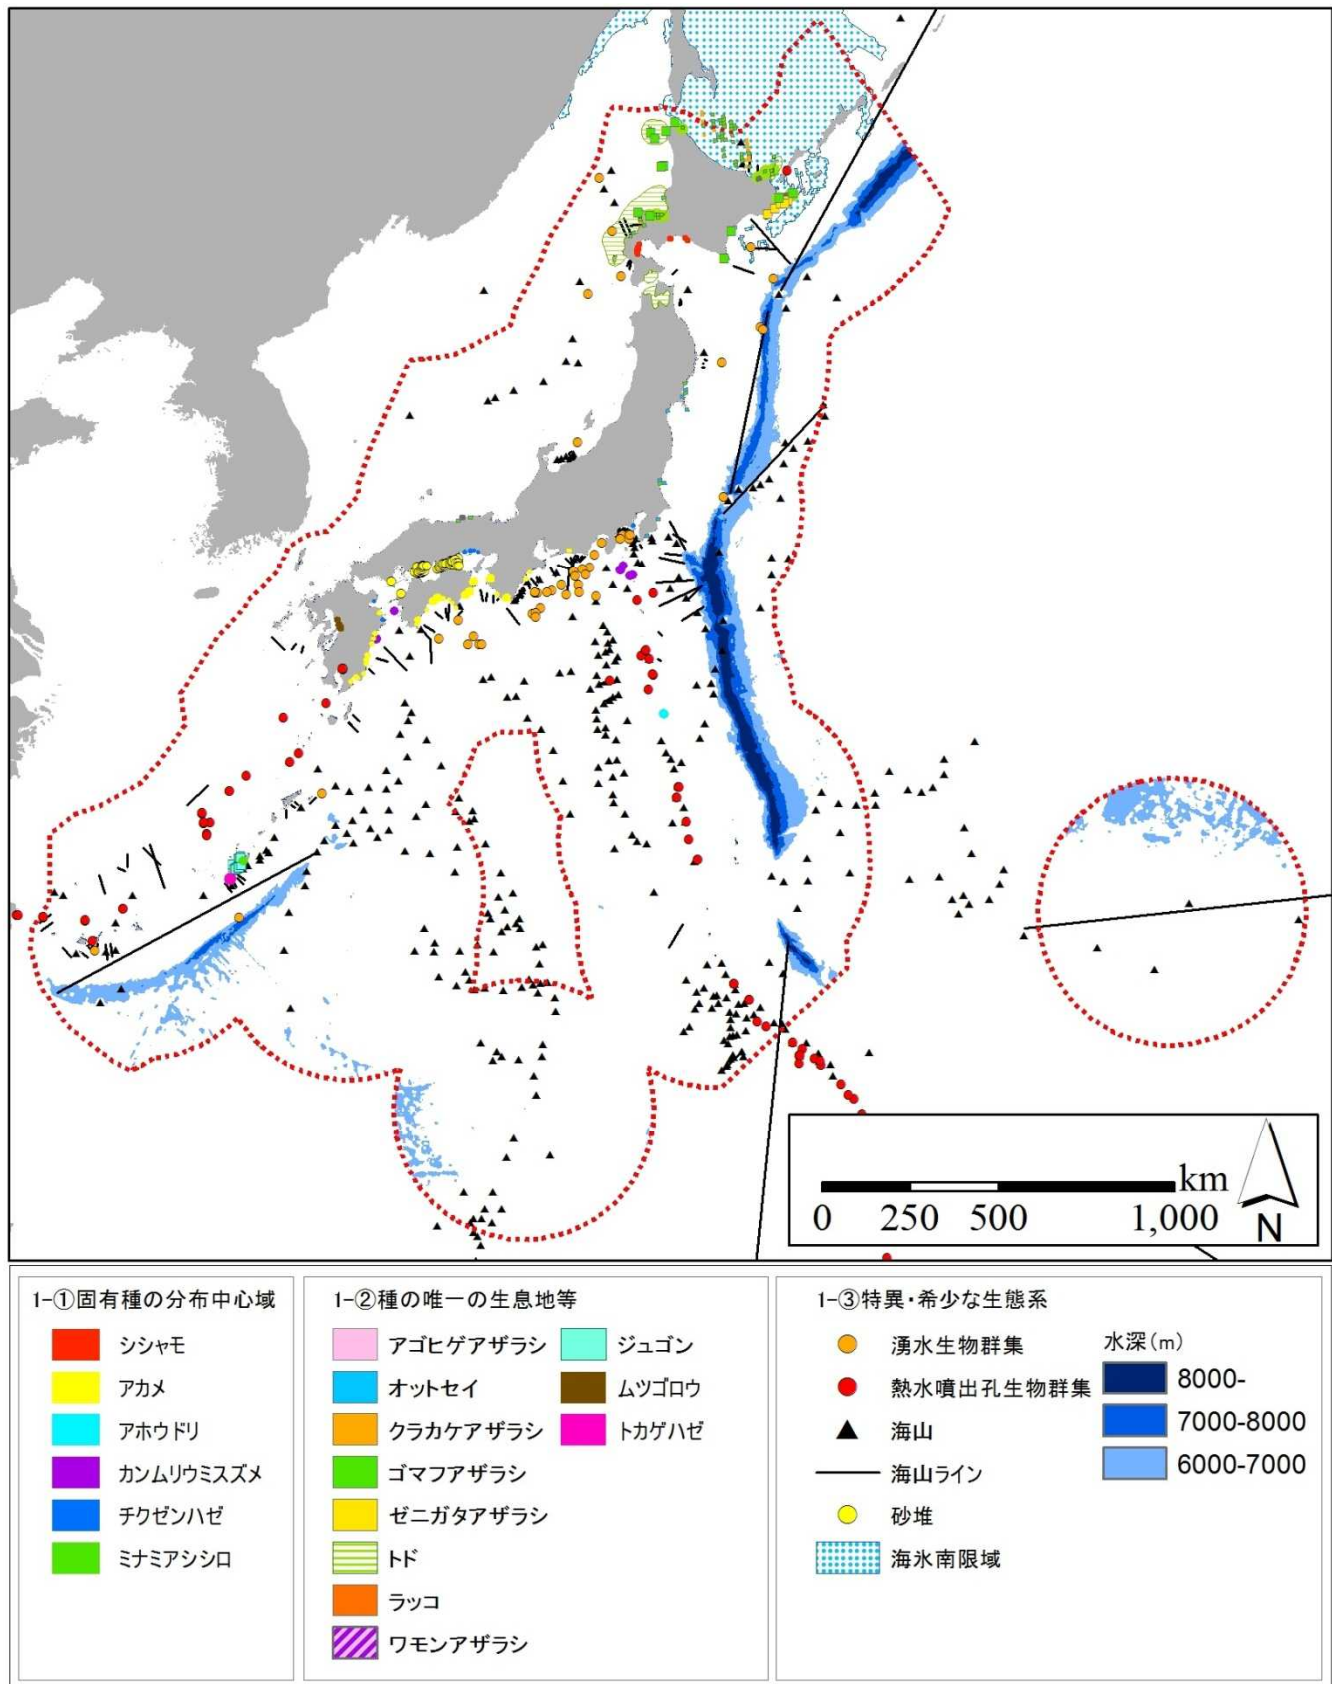 km
0 250 500 1,000
N
1-①固有種の分布中心域
シシャモ
アカメ
アホウドリ
カンムリウミスズメ
チクゼンハゼ
ミナミアシシロ
1-②種の唯一の生息地等
アゴヒゲアザラシ
オットセイ
クラカケアザラシ
ゴマフアザラシ
ゼニガタアザラシ
トド
ラッコ
ワモンアザラシ
ジュゴン
ムツゴロウ
トカゲハゼ
1-③特異・希少な生態系
湧水生物群集
熱水噴出孔生物群集
海山
海山ライン
砂堆
海氷南限域
水深(m)
8000-
7000-8000
6000-7000